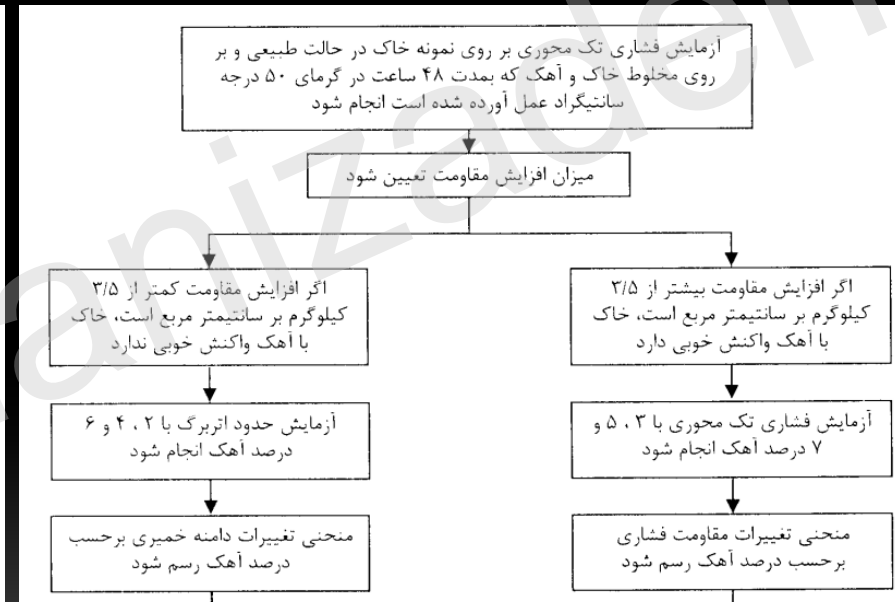 آزمایش فشاری تک محوری بر روی نمونه خاک در حالت طبیعی و بر
روی مخلوط خاک و آهک که بمدت ۴۸ ساعت در گرمای ۵۰ درجه
سانتیگراد عمل آورده شده است انجام شود
میزان افزایش مقاومت تعیین شود
اگر افزایش مقاومت بیشتر از ۳/۵
کیلوگرم بر سانتیمتر مربع است، خاک
با آهک واکنش خوبی دارد
اگر افزایش مقاومت کمتر از ۳/۵
کیلوگرم بر سانتیمتر مربع است، خاک
با آهک واکنش خوبی ندارد
آزمایش فشاری تک محوری با ۳ ، ۵ و
۷ درصد آهک انجام شود
آزمایش حدود اتربرگ با ۲ ، ۴ و ۶
درصد آهک انجام شود
منحنی تغییرات مقاومت فشاری
برحسب درصد آهک رسم شود
منحنی تغییرات دامنه خمیری برحسب
درصد آهک رسم شود
anizaden